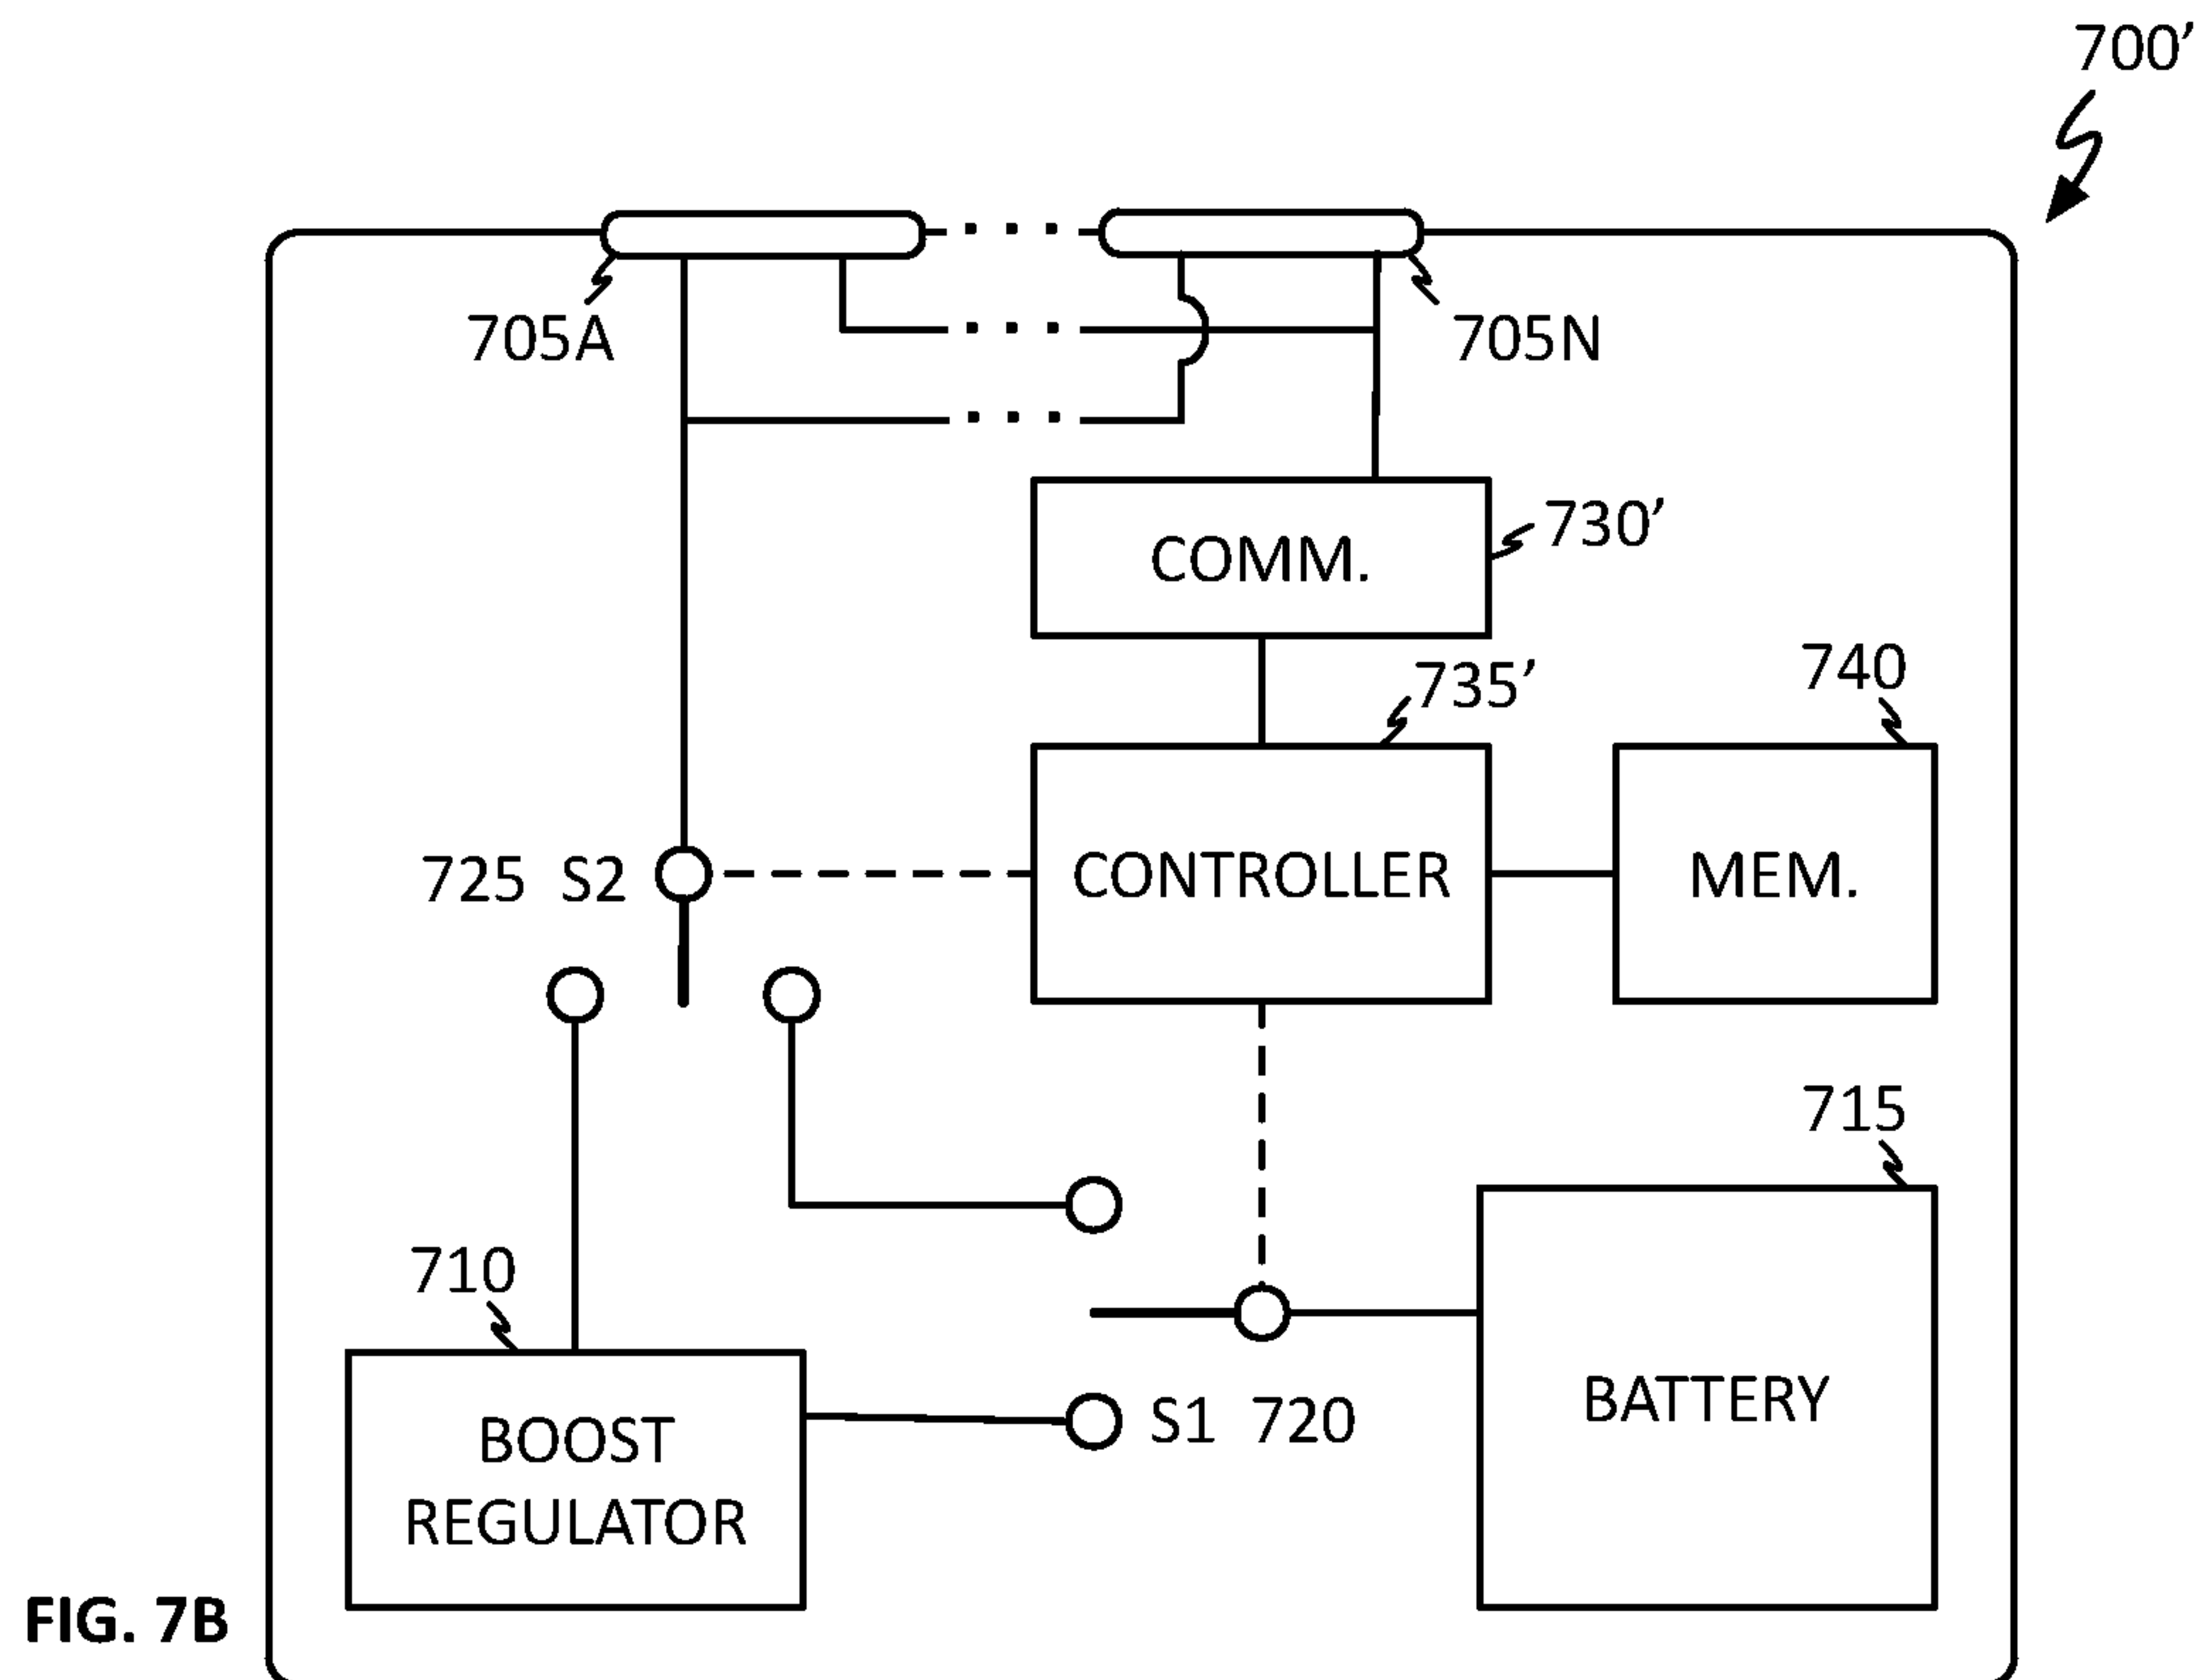 700’
705A
705N
COMM.
730’
735’
740
725 S2
CONTROLLER
MEM.
715
710
BATTERY
S1 720
BOOST
REGULATOR
FIG. 7B